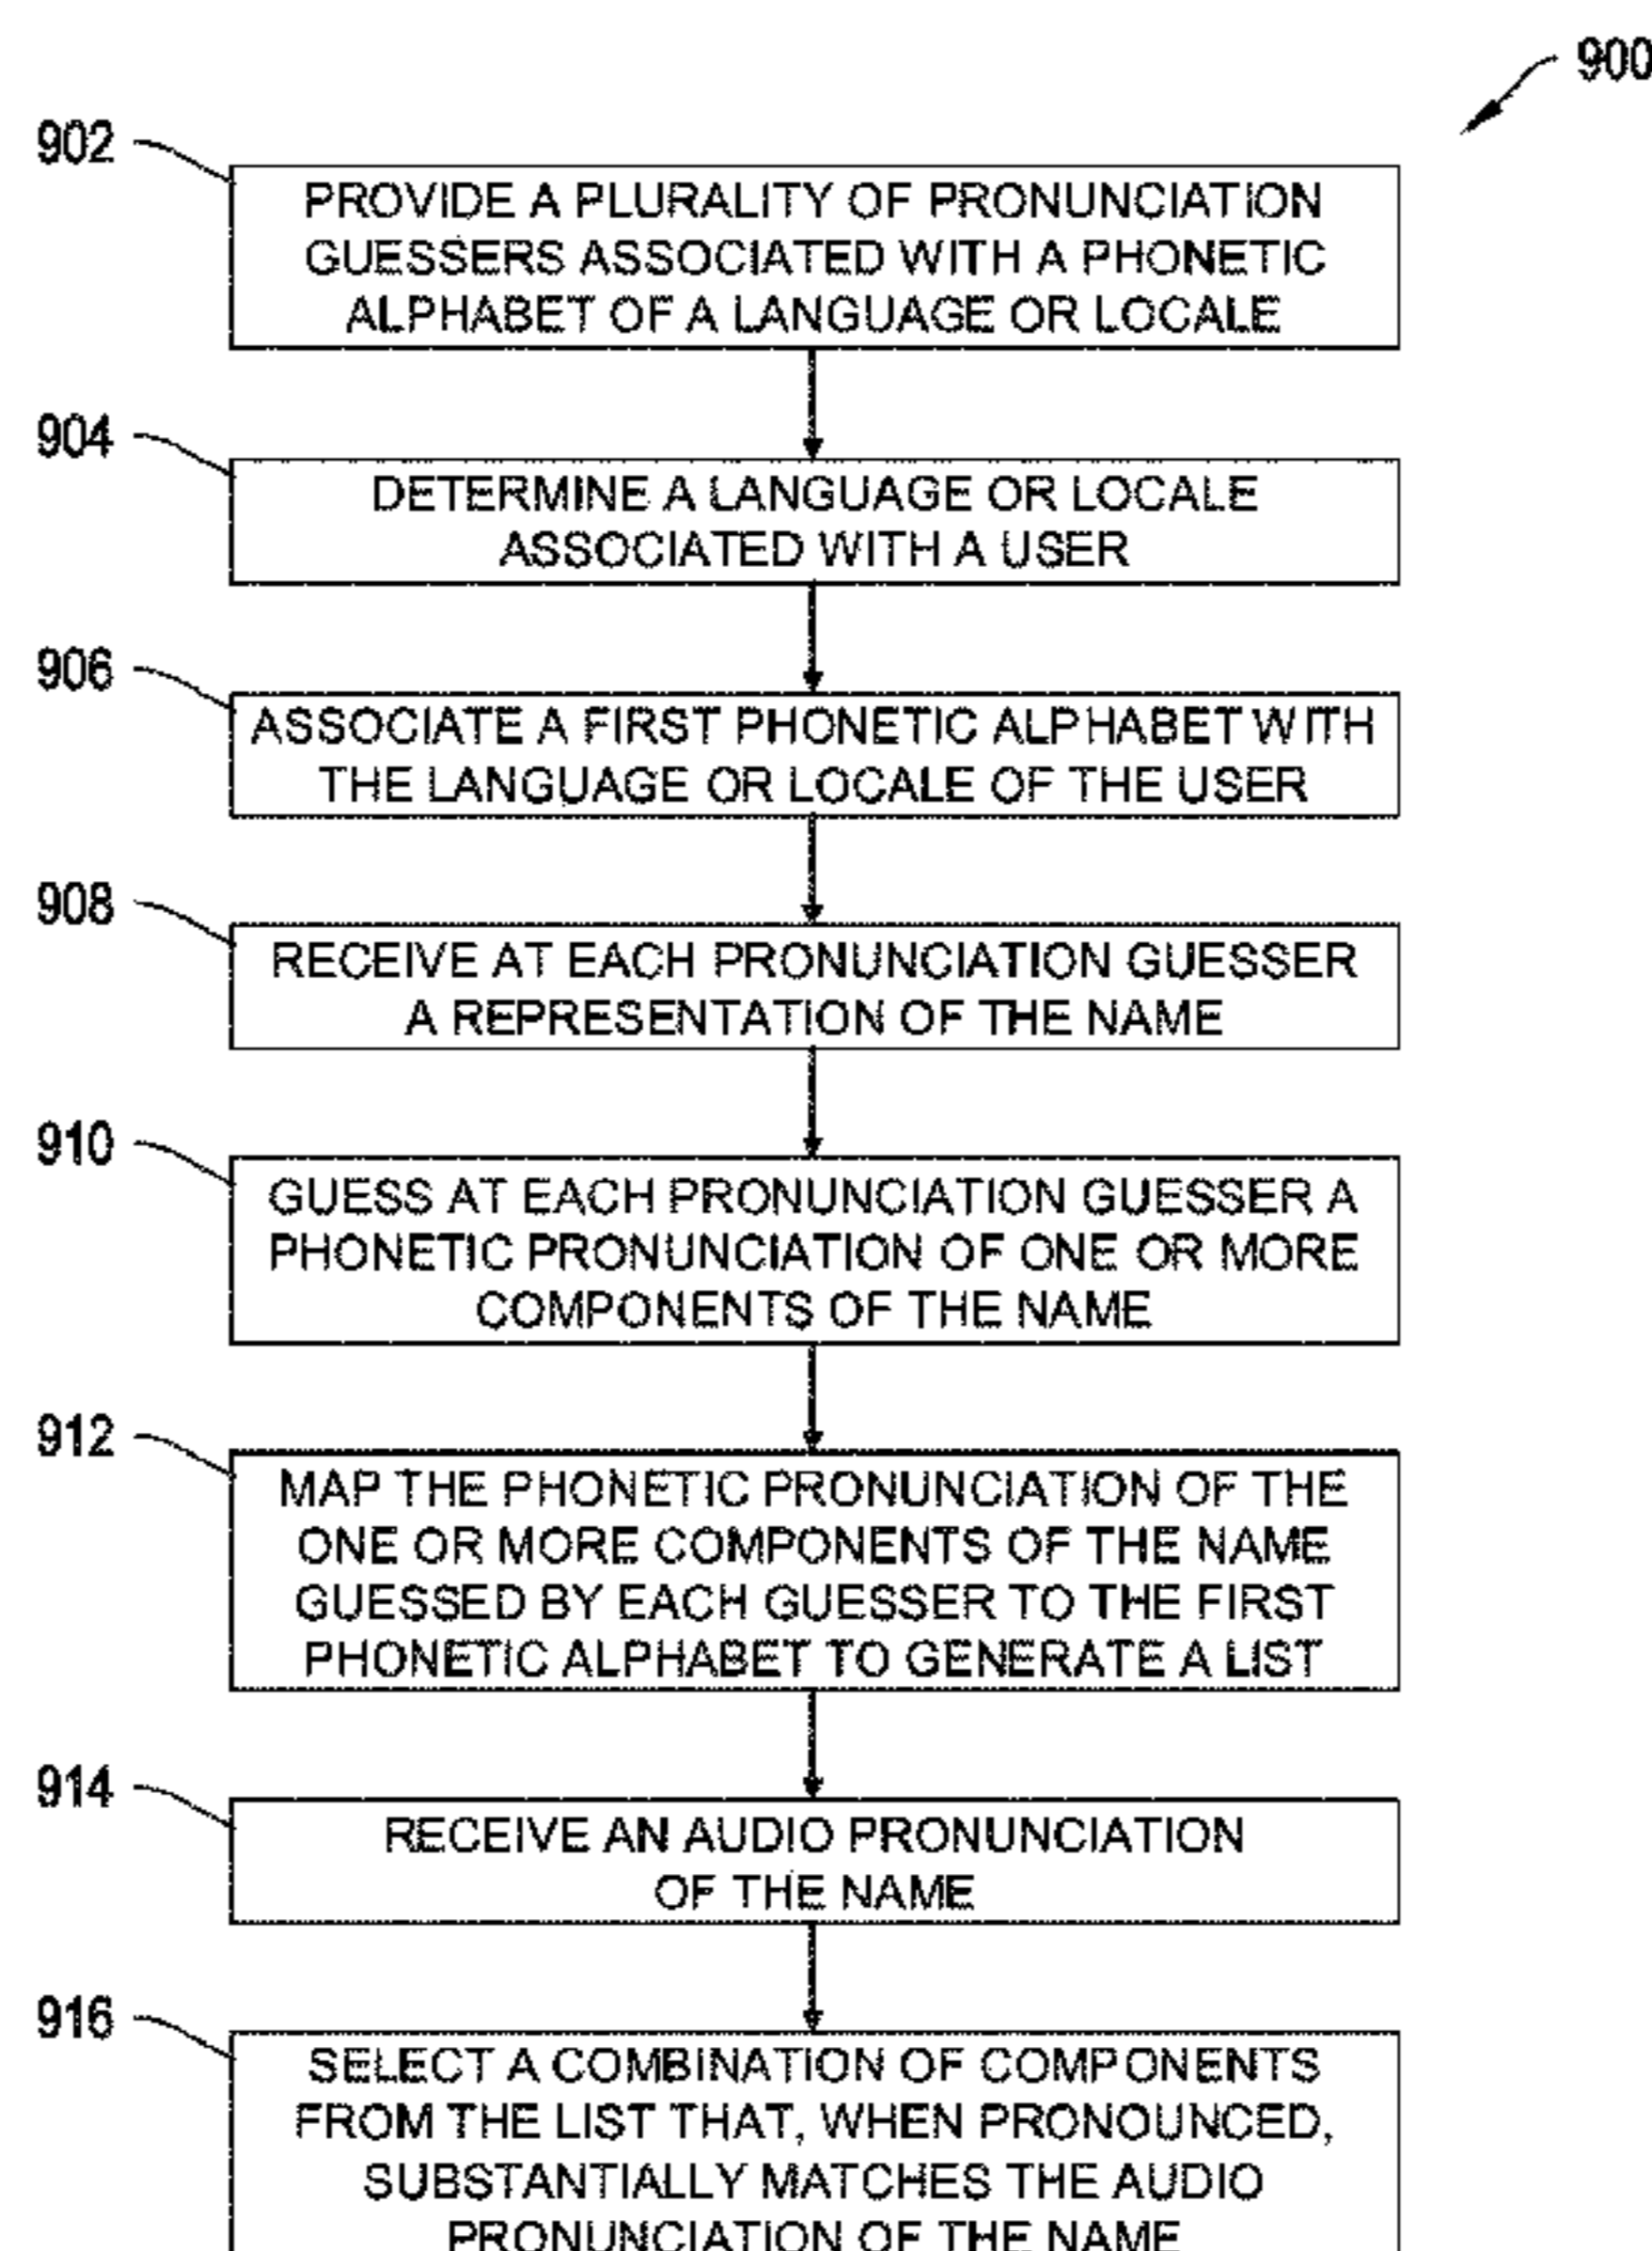 900
902
PROVIDE A PLURALITY OF PRONUNCIATION
GUESSERS ASSOCIATED WITH A PHONETIC
ALPHABET OF A LANGUAGE OR LOCALE
904
DETERMINE A LANGUAGE OR LOCALE
ASSOCIATED WITH A USER
906
ASSOCIATE A FIRST PHONETIC ALPHABET WITH
THE LANGUAGE OR LOCALE OF THE USER
908
RECEIVE AT EACH PRONUNCIATION GUESSER
A REPRESENTATION OF THE NAME
910
GUESS AT EACH PRONUNCIATION GUESSER A
PHONETIC PRONUNCIATION OF ONE OR MORE
COMPONENTS OF THE NAME
912
MAP THE PHONETIC PRONUNCIATION OF THE
ONE OR MORE COMPONENTS OF THE NAME
GUESSED BY EACH GUESSER TO THE FIRST
PHONETIC ALPHABET TO GENERATE A LIST
914
RECEIVE AN AUDIO PRONUNCIATION
OF THE NAME
916
SELECT A COMBINATION OF COMPONENTS
FROM THE LIST THAT, WHEN PRONOUNCED,
SUBSTANTIALLY MATCHES THE AUDIO
PRONUNCIATION OF THE NAME